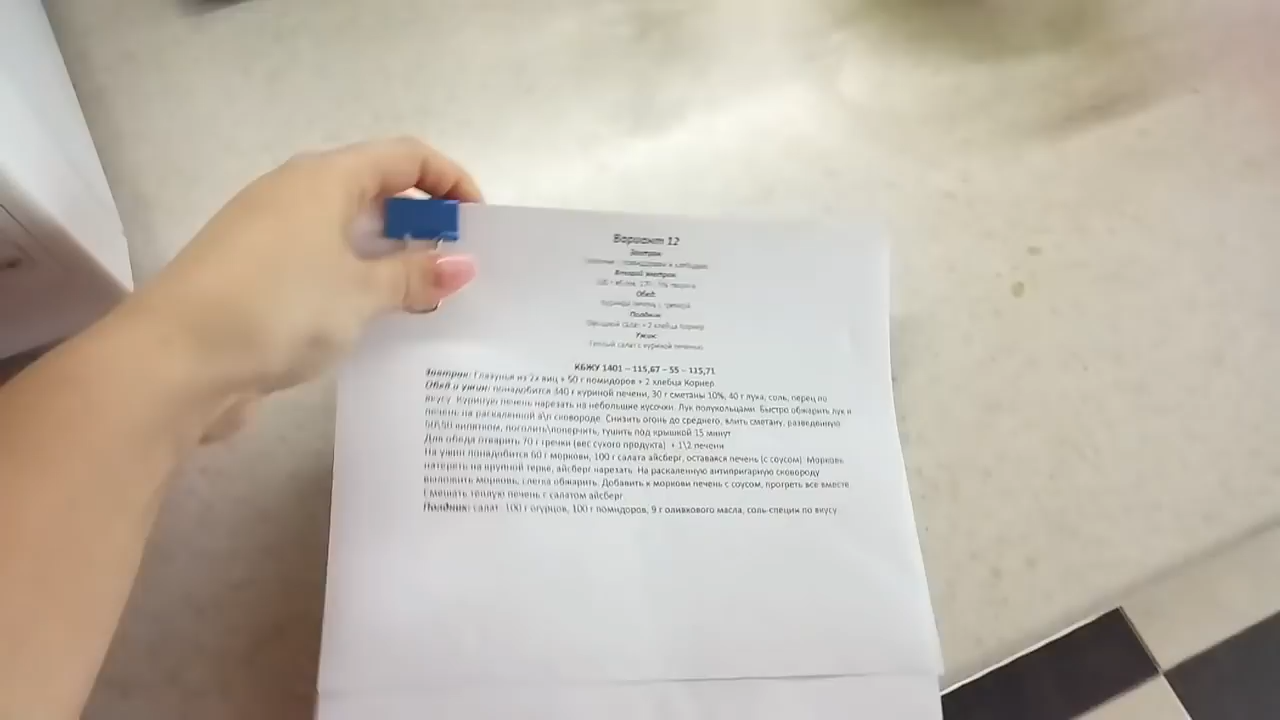 Вариант 12
Завтрак
помидорами и хлебцами
Второй завтрак
Обед
Куриная печень с гречкой
Полдник
Овощной салат + 2 хлебца Корнер
Ужин
Теплый салат с куриной печенью
КБЖУ 1401 – 115,67 – 55 – 115,71
Завтрак: Глазунья из 2х яиц + 50 г помидоров + 2 хлебца Корнер
Обед и ужин: понадобится 340 г куриной печени, 30 г сметаны 10%, 40 г лука, соль, перец по
вкусу. Куриную печень нарезать на небольшие кусочки. Лук полукольцами. Быстро обжарить лук и
печень на раскаленной а\п сковороде. Снизить огонь до среднего, влить сметану, разведенную
50\50 кипятком, посолить\поперчить, тушить под крышкой 15 минут
Для обеда отварить 70 г гречки (вес сухого продукта) + 1\2 печени
На ужин понадобится 60 г моркови, 100 г салата айсберг, оставаяся печень (с соусом). Морковь
натереть на крупной терке, айсберг нарезать. На раскаленную антипригарную сковороду
выложить морковь, слегка обжарить. Добавить к моркови печень с соусом, прогреть все вместе
Смешать теплую печень с салатом айсберг
Полдник: салат: 100 г огурцов, 100 г помидоров, 9 г оливкового масла, соль-специи по вкусу